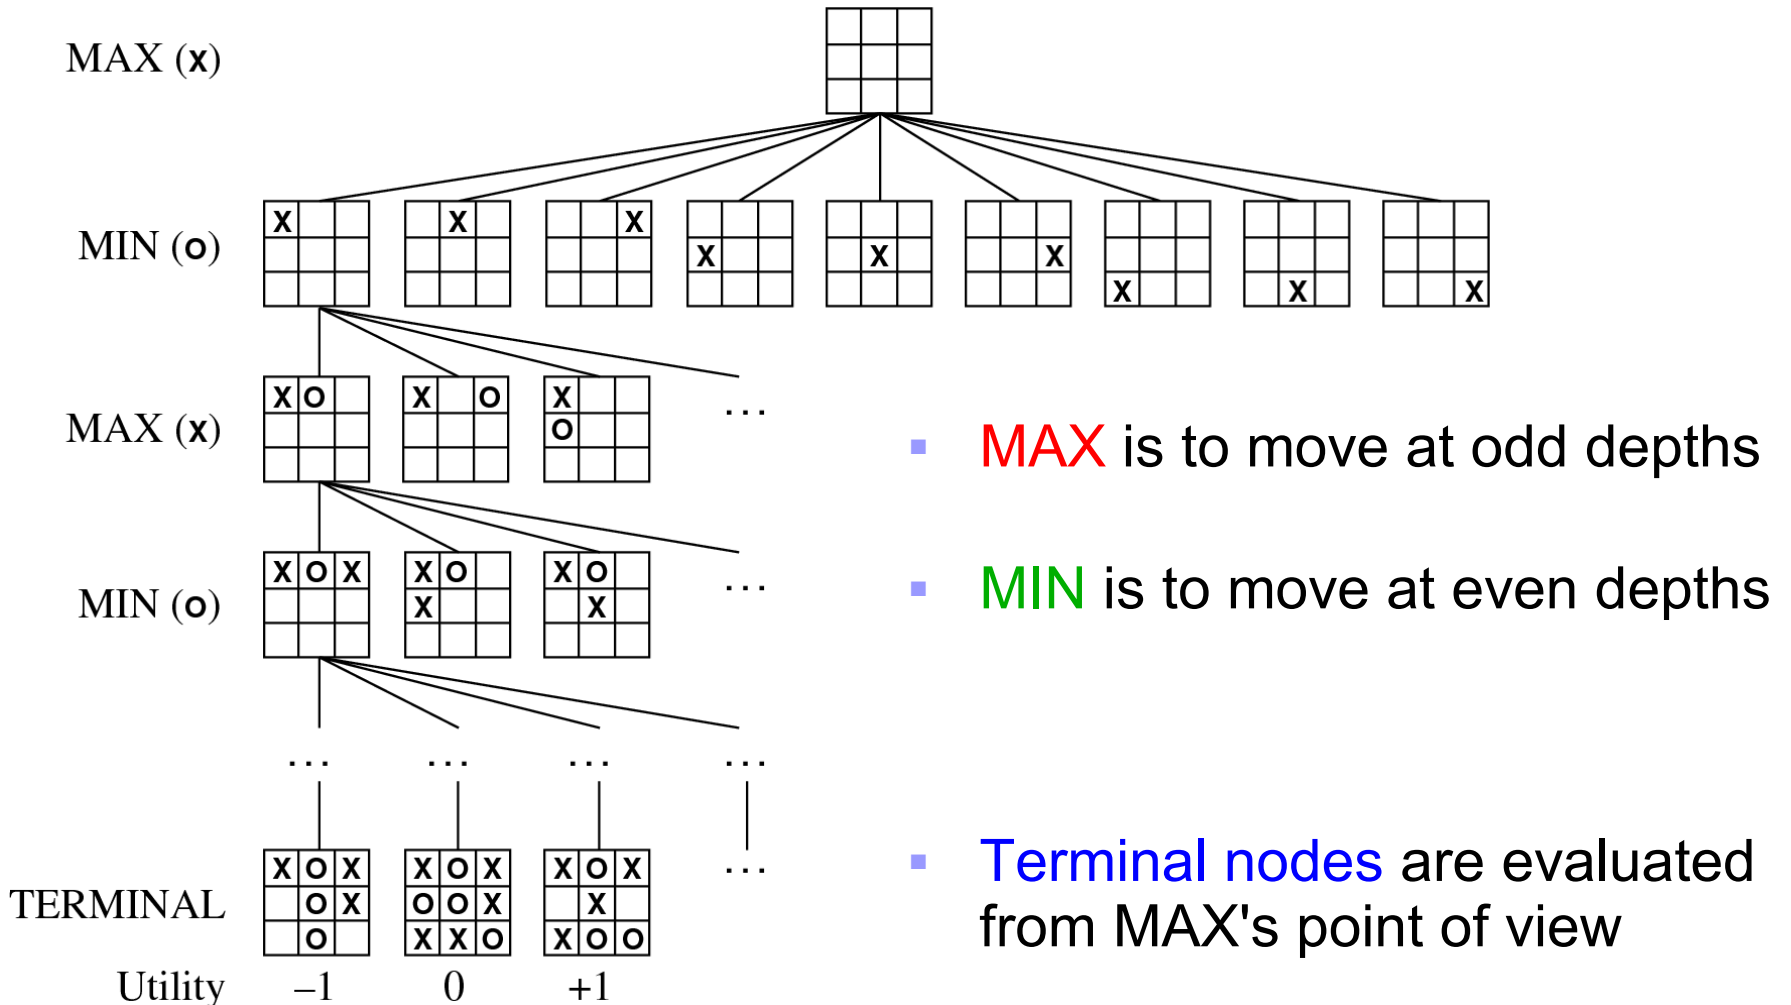 MAX (X)
X X X X X X X X X
MIN (O)
X O X O X
O
MAX (X)
...
MAX is to move at odd depths
X O X X O X O
X X
MIN (O)
...
MIN is to move at even depths
... ... ... ...
X O X X O X X O X
...
Terminal nodes are evaluated
TERMINAL
O X O O X X
from MAX's point of view
O X X O X O O
Utility −1 0 +1